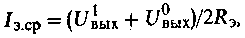 I_{э.ср} = (U^1_{вых} + U^0_{вых})/2R_э,